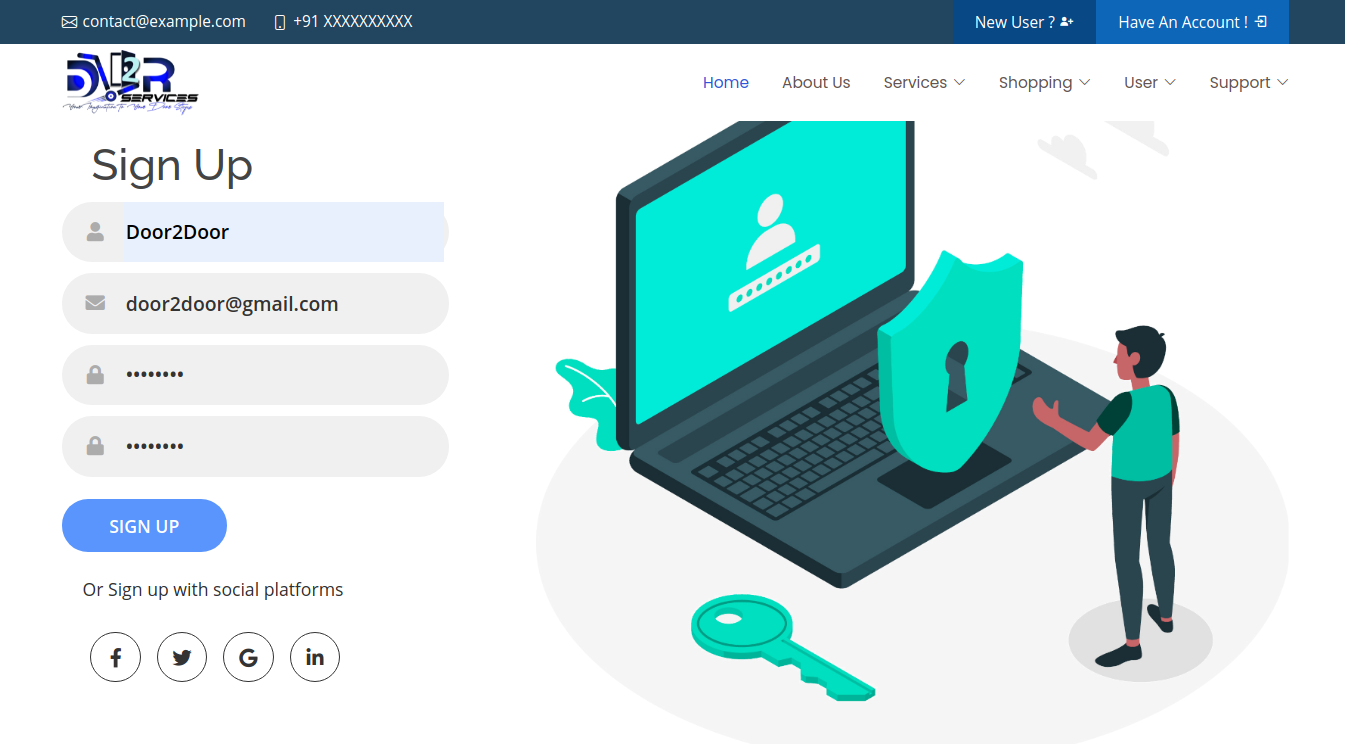 contact@example.com +91 XXXXXXXXXX New User ? Have An Account !
D2R
SERVICES
Home About Us Services Shopping User Support
Sign Up
Door2Door
door2door@gmail.com
••••••••
••••••••
SIGN UP
Or Sign up with social platforms